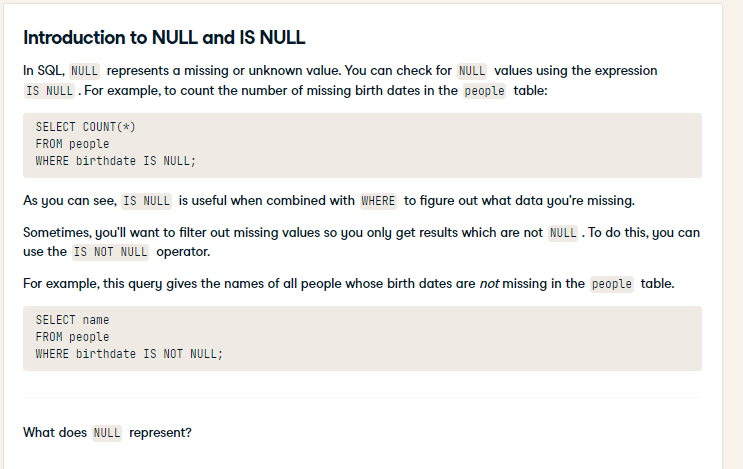 Introduction to NULL and IS NULL
In SQL, NULL represents a missing or unknown value. You can check for NULL values using the expression
IS NULL . For example, to count the number of missing birth dates in the people table:
SELECT COUNT(*)
FROM people
WHERE birthdate IS NULL;
As you can see, IS NULL is useful when combined with WHERE to figure out what data you're missing.
Sometimes, you'll want to filter out missing values so you only get results which are not NULL . To do this, you can
use the IS NOT NULL operator.
For example, this query gives the names of all people whose birth dates are not missing in the people table.
SELECT name
FROM people
WHERE birthdate IS NOT NULL;
What does NULL represent?